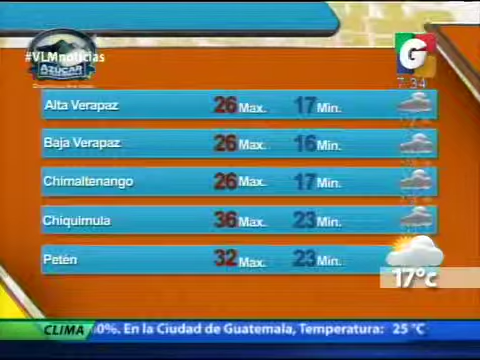 #VLMnoticias
AZÚCAR
G
7:34
Alta Verapaz 26 Max. 17 Min.
Baja Verapaz 26 Max. 16 Min.
Chimaltenango 26 Max. 17 Min.
Chiquimula 36 Max. 23 Min.
Petén 32 Max. 23 Min.
17°c
CLIMA 0%. En la Ciudad de Guatemala, Temperatura: 25 °C